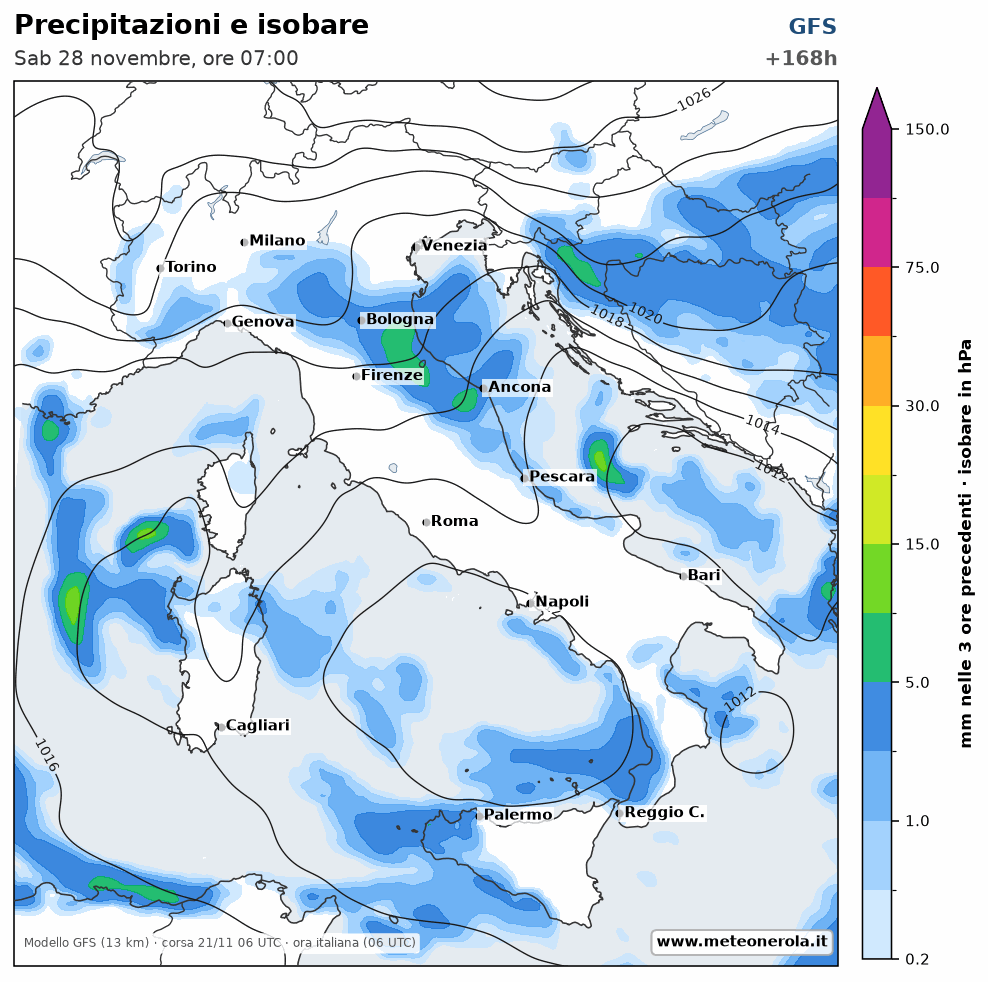 Precipitazioni e isobare
GFS
Sab 28 novembre, ore 07:00
+168h
1026
150.0
Milano
Venezia
Torino
75.0
Genova
Bologna
1018
1020
Firenze
Ancona
30.0
1014
1012
Pescara
Roma
15.0
Bari
Napoli
5.0
1012
Cagliari
1016
Palermo
Reggio C.
1.0
0.2
mm nelle 3 ore precedenti · isobare in hPa
Modello GFS (13 km) · corsa 21/11 06 UTC · ora italiana (06 UTC)
www.meteonerola.it